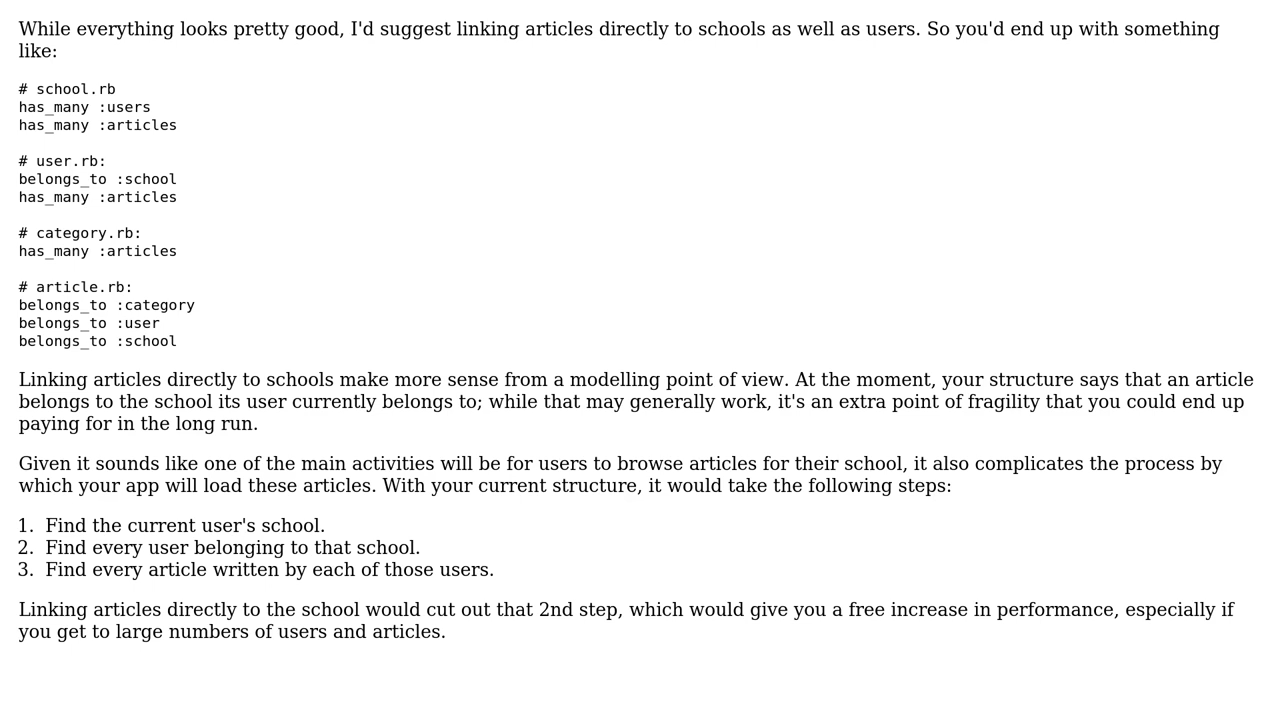 While everything looks pretty good, I'd suggest linking articles directly to schools as well as users. So you'd end up with something
like:
# school.rb
has_many :users
has_many :articles
# user.rb:
belongs_to :school
has_many :articles
# category.rb:
has_many :articles
# article.rb:
belongs_to :category
belongs_to :user
belongs_to :school
Linking articles directly to schools make more sense from a modelling point of view. At the moment, your structure says that an article
belongs to the school its user currently belongs to; while that may generally work, it's an extra point of fragility that you could end up
paying for in the long run.
Given it sounds like one of the main activities will be for users to browse articles for their school, it also complicates the process by
which your app will load these articles. With your current structure, it would take the following steps:
1. Find the current user's school.
2. Find every user belonging to that school.
3. Find every article written by each of those users.
Linking articles directly to the school would cut out that 2nd step, which would give you a free increase in performance, especially if
you get to large numbers of users and articles.